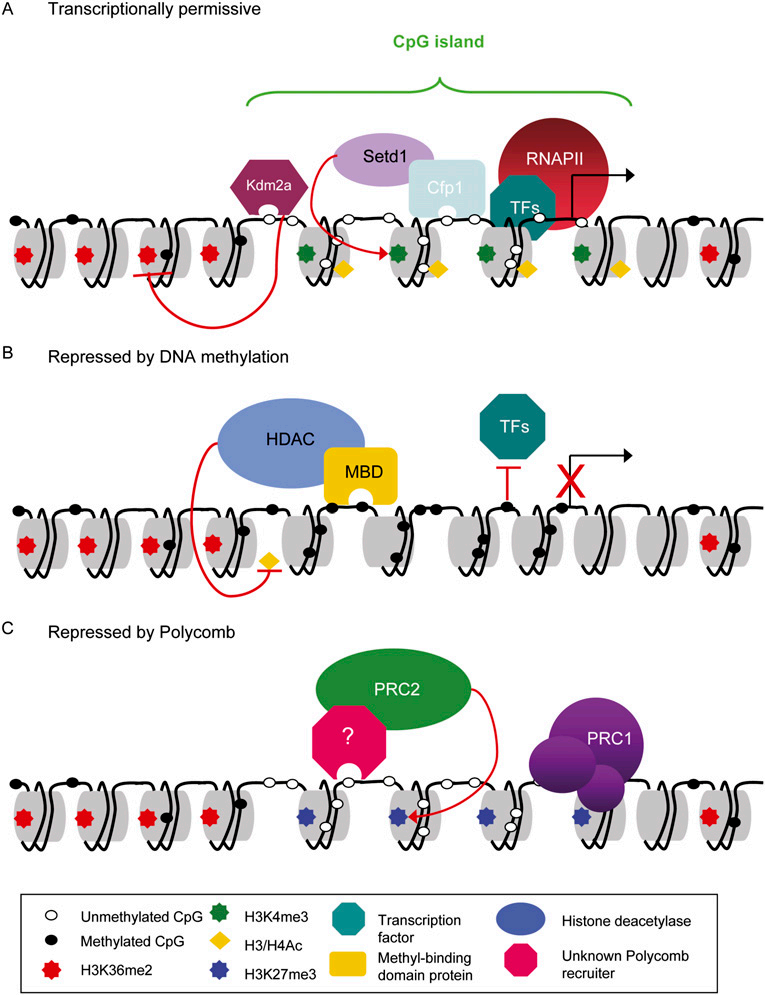 A Transcriptionally permissive
CpG island
Setd1
RNAPII
Kdm2a
Cfp1
TFs
B Repressed by DNA methylation
HDAC
TFs
MBD
C Repressed by Polycomb
PRC2
?
PRC1
Unmethylated CpG
Methylated CpG
H3K36me2
H3K4me3
H3/H4Ac
H3K27me3
Transcription
factor
Methyl-binding
domain protein
Histone deacetylase
Unknown Polycomb
recruiter